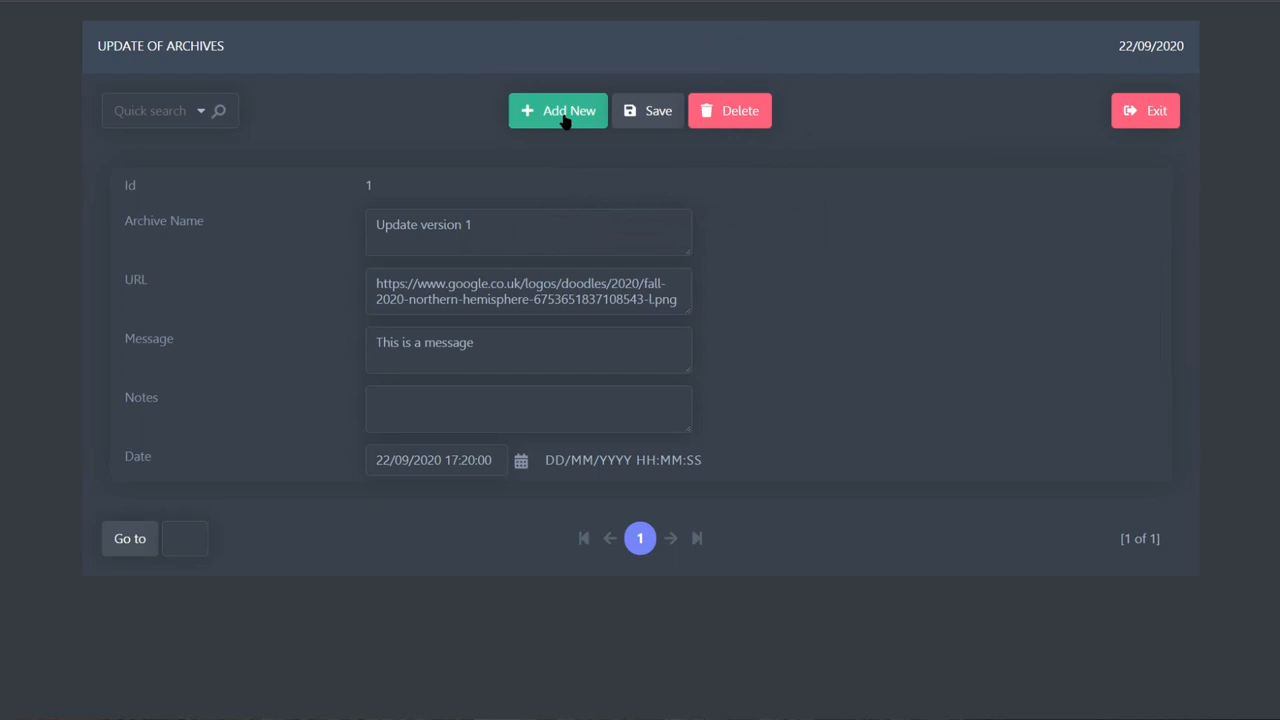 UPDATE OF ARCHIVES 22/09/2020
Quick search Add New Save Delete Exit
Id 1
Archive Name Update version 1
URL https://www.google.co.uk/logos/doodles/2020/fall-
2020-northern-hemisphere-6753651837108543-l.png
Message This is a message
Notes
Date 22/09/2020 17:20:00 DD/MM/YYYY HH:MM:SS
Go to 1 [1 of 1]